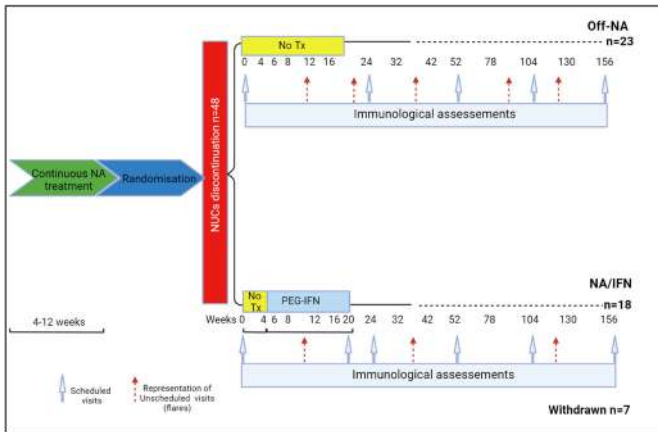 Off-NA
n=23
No Tx
0 4 6 8 12 16 24 32 42 52 78 104 130 156
Immunological assessements
Continuous NA
treatment
Randomisation
NUCs discontinuation n=48
NA/IFN
n=18
No
Tx
PEG-IFN
Weeks 0 4 6 8 12 16 20 24 32 42 52 78 104 130 156
4-12 weeks
Immunological assessements
Scheduled
visits
Representation of
Unscheduled visits
(flares)
Withdrawn n=7